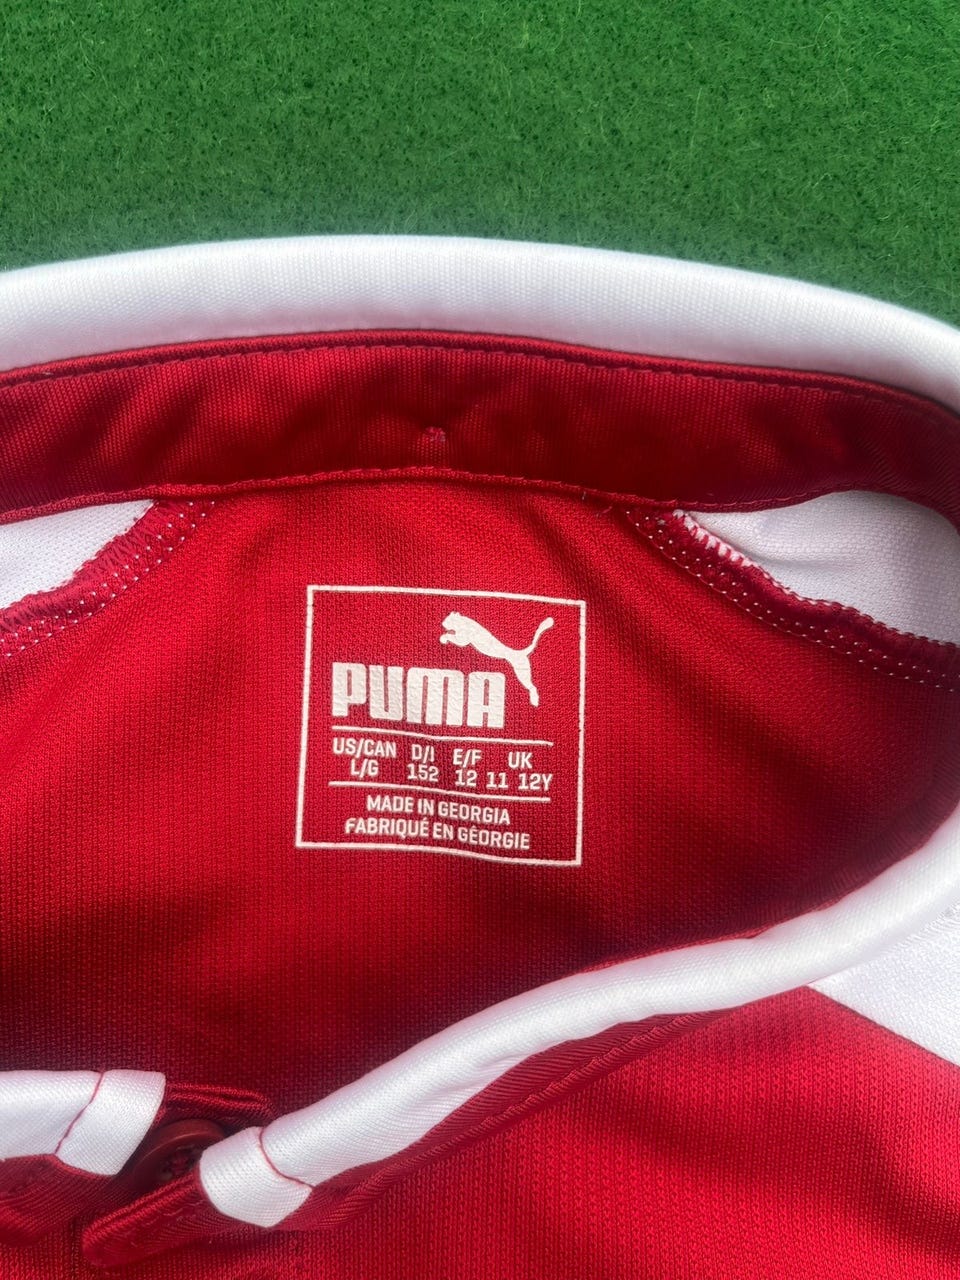 PUMA
US/CAN D/I E/F UK
L/G 152 12 11 12Y
MADE IN GEORGIA
FABRIQUÉ EN GÉORGIE